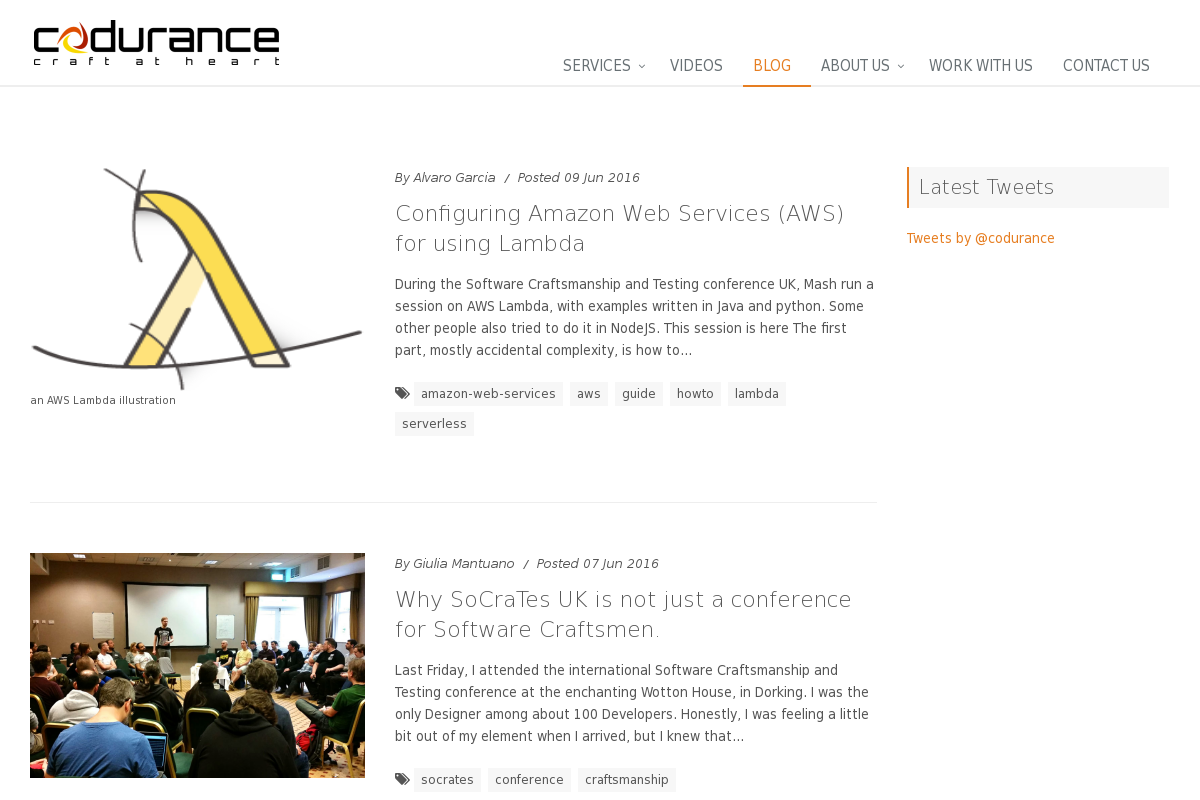 codurance
craft at heart
SERVICES
VIDEOS
BLOG
ABOUT US
WORK WITH US
CONTACT US
an AWS Lambda illustration
By Alvaro Garcia / Posted 09 Jun 2016
Configuring Amazon Web Services (AWS)
for using Lambda
During the Software Craftsmanship and Testing conference UK, Mash run a
session on AWS Lambda, with examples written in Java and python. Some
other people also tried to do it in NodeJS. This session is here The first
part, mostly accidental complexity, is how to...
amazon-web-services aws guide howto lambda
serverless
Latest Tweets
Tweets by @codurance
By Giulia Mantuano / Posted 07 Jun 2016
Why SoCraTes UK is not just a conference
for Software Craftsmen.
Last Friday, I attended the international Software Craftsmanship and
Testing conference at the enchanting Wotton House, in Dorking. I was the
only Designer among about 100 Developers. Honestly, I was feeling a little
bit out of my element when I arrived, but I knew that...
socrates conference craftsmanship